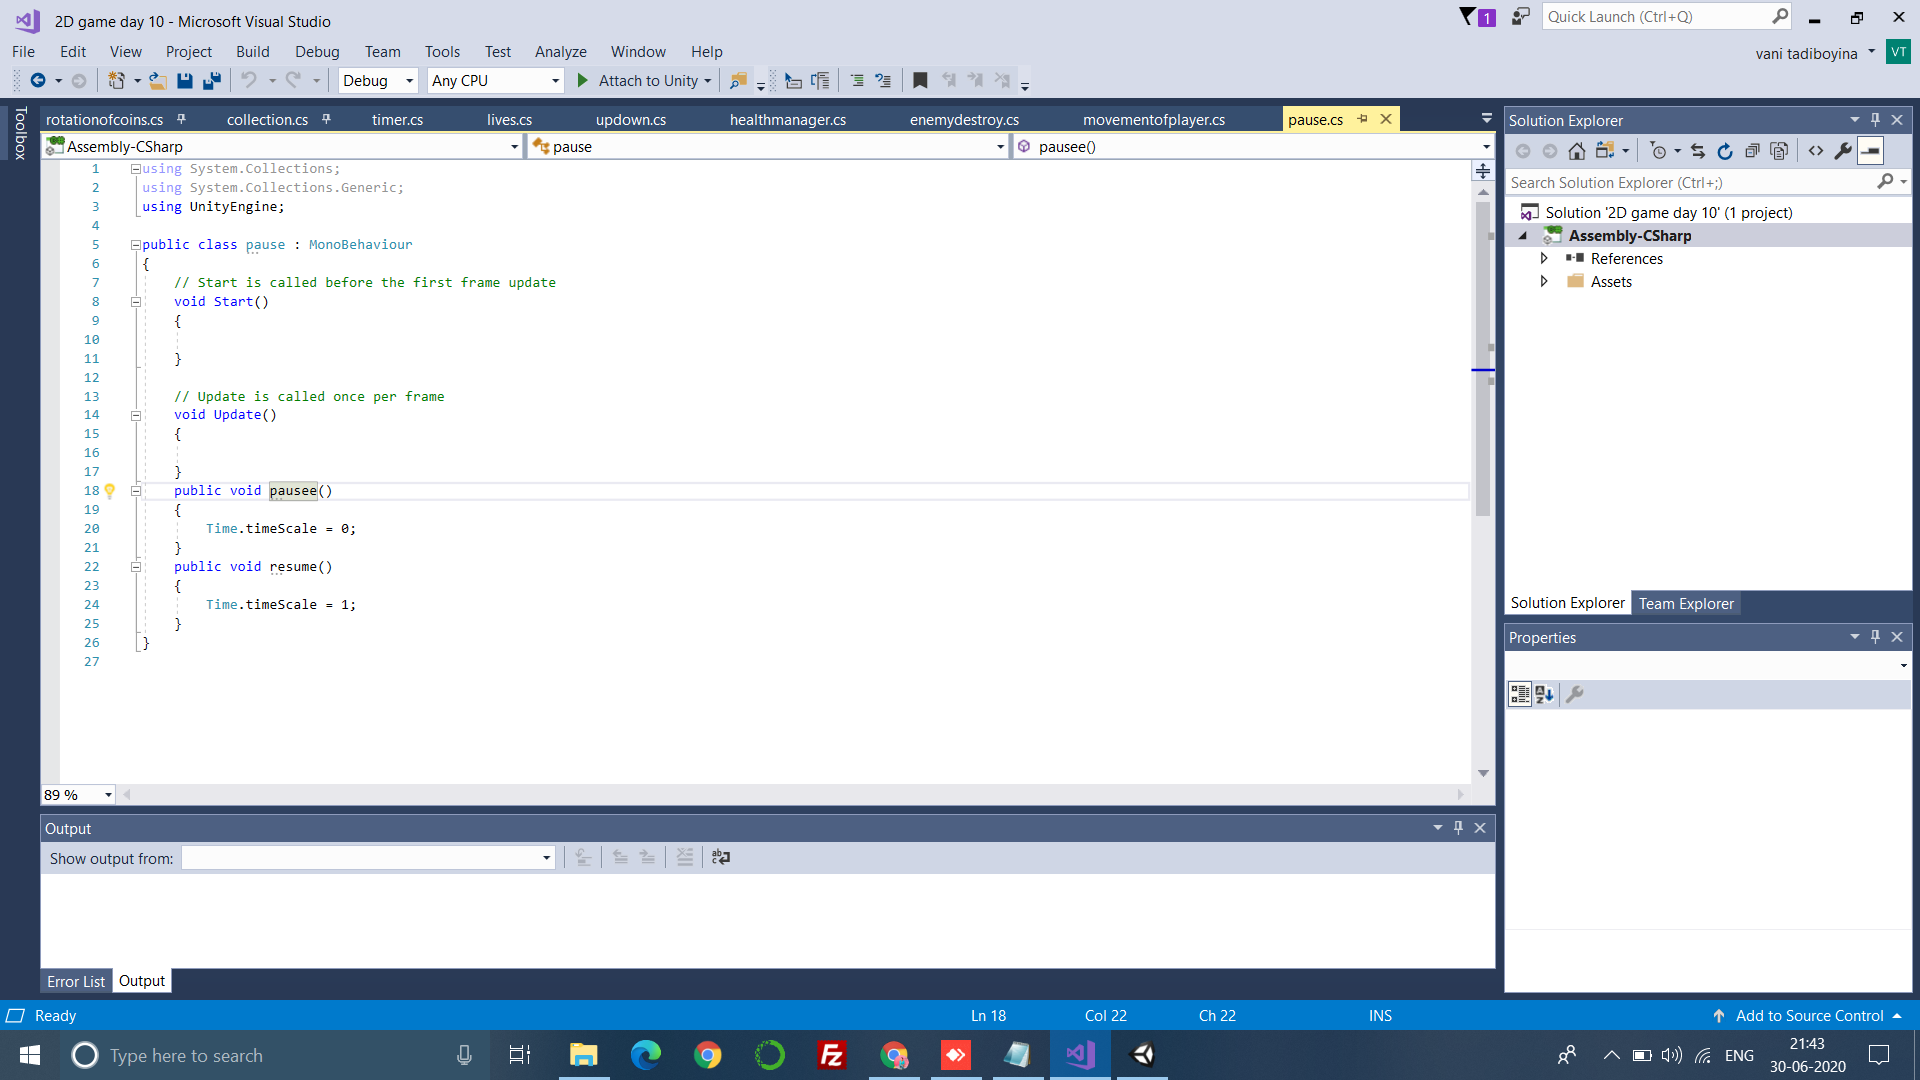 2D game day 10 - Microsoft Visual Studio
1
Quick Launch (Ctrl+Q)
File Edit View Project Build Debug Team Tools Test Analyze Window Help
vani tadiboyina
VT
Debug
Any CPU
Attach to Unity
Toolbox
rotationofcoins.cs
collection.cs
timer.cs
lives.cs
updown.cs
healthmanager.cs
enemydestroy.cs
movementofplayer.cs
pause.cs
Assembly-CSharp
pause
pausee()
1 using System.Collections;
2 using System.Collections.Generic;
3 using UnityEngine;
4
5 public class pause : MonoBehaviour
6 {
7 // Start is called before the first frame update
8 void Start()
9 {
10
11 }
12
13 // Update is called once per frame
14 void Update()
15 {
16
17 }
18 public void pausee()
19 {
20 Time.timeScale = 0;
21 }
22 public void resume()
23 {
24 Time.timeScale = 1;
25 }
26 }
27
89 %
Output
Show output from:
Error List
Output
Solution Explorer
Search Solution Explorer (Ctrl+;)
Solution '2D game day 10' (1 project)
Assembly-CSharp
References
Assets
Solution Explorer
Team Explorer
Properties
Ready
Ln 18
Col 22
Ch 22
INS
Add to Source Control
Type here to search
ENG
21:43
30-06-2020